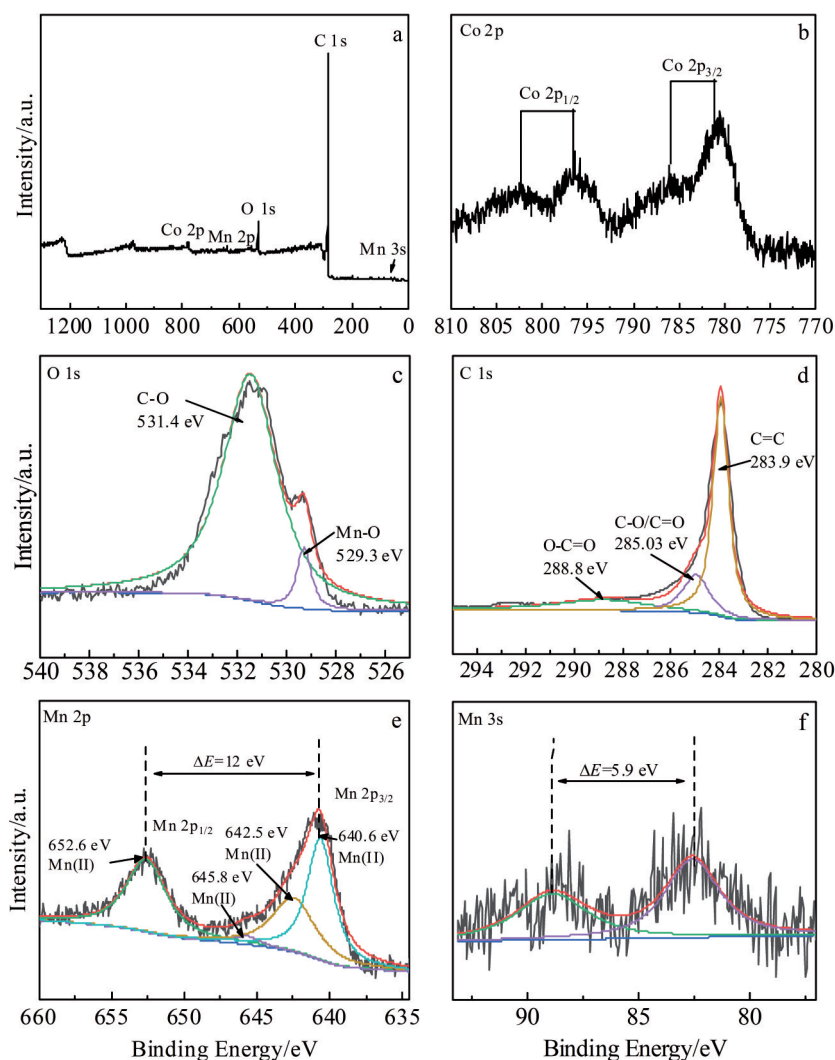 a
C 1s
O 1s
Co 2p
Mn 2p
Mn 3s
Intensity/a.u.
1200 1000 800 600 400 200 0
Co 2p
b
Co 2p3/2
Co 2p1/2
Intensity/a.u.
810 805 800 795 790 785 780 775 770
O 1s
c
C-O
531.4 eV
Mn-O
529.3 eV
Intensity/a.u.
540 538 536 534 532 530 528 526
C 1s
d
C=C
283.9 eV
C-O/C=O
285.03 eV
O-C=O
288.8 eV
294 292 290 288 286 284 282 280
Mn 2p
e
ΔE=12 eV
Mn 2p3/2
Mn 2p1/2
652.6 eV
Mn(II)
642.5 eV
Mn(II)
640.6 eV
Mn(II)
645.8 eV
Mn(II)
Intensity/a.u.
660 655 650 645 640 635
Binding Energy/eV
Mn 3s
f
ΔE=5.9 eV
Intensity/a.u.
90 85 80
Binding Energy/eV